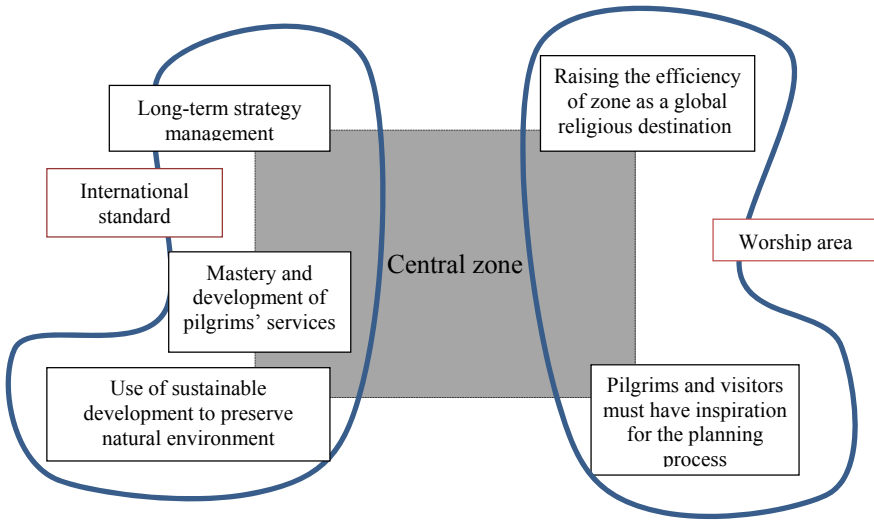 Long-term strategy
management
International
standard
Mastery and
development of
pilgrims' services
Use of sustainable
development to preserve
natural environment
Central zone
Raising the efficiency
of zone as a global
religious destination
Worship area
Pilgrims and visitors
must have inspiration
for the planning
process